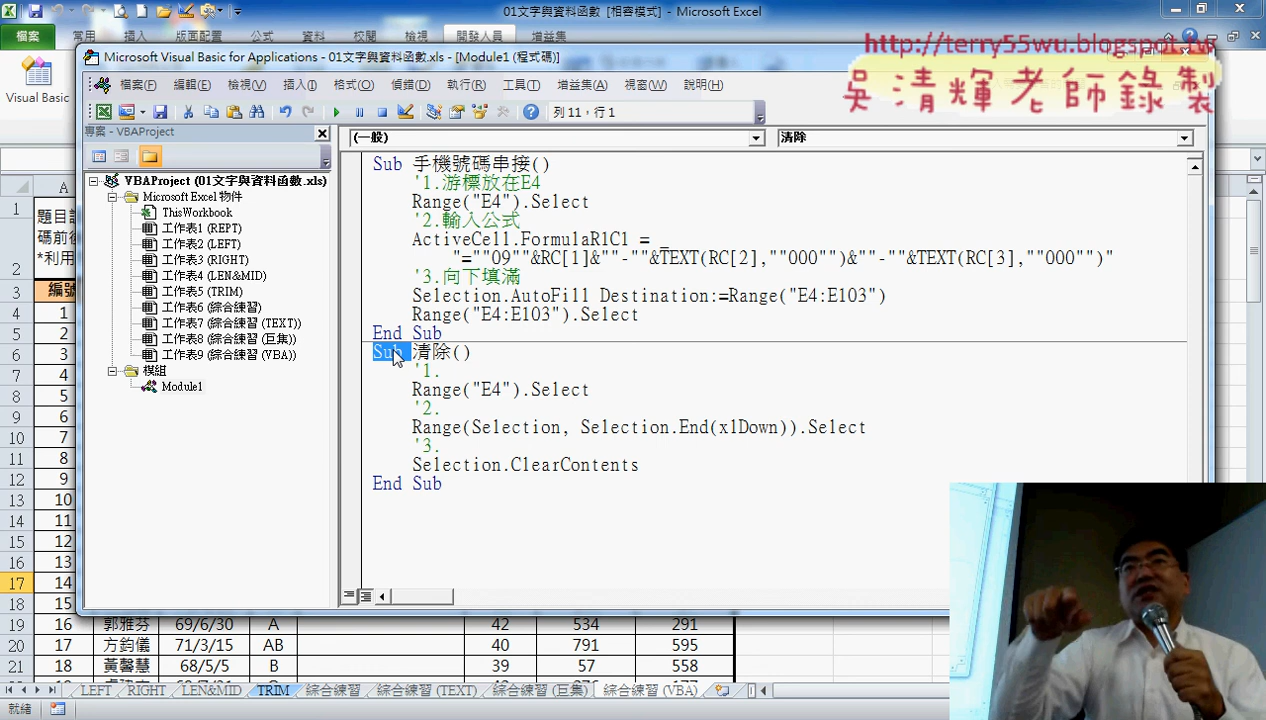 01文字與資料函數 [相容模式] - Microsoft Excel
檔案 常用 插入 版面配置 公式 資料 校閱 檢視 開發人員 增益集
http://terry55wu.blogspot.tw
吳清輝老師錄製
Visual Basic
Microsoft Visual Basic for Applications - 01文字與資料函數.xls - [Module1 (程式碼)]
檔案(F) 編輯(E) 檢視(V) 插入(I) 格式(O) 偵錯(D) 執行(R) 工具(T) 增益集(A) 視窗(W) 說明(H)
列 11，行 1
專案 - VBAProject
(一般) 清除
VBAProject (01文字與資料函數.xls)
Microsoft Excel 物件
ThisWorkbook
工作表1 (REPT)
工作表2 (LEFT)
工作表3 (RIGHT)
工作表4 (LEN&MID)
工作表5 (TRIM)
工作表6 (綜合練習)
工作表7 (綜合練習 (TEXT))
工作表8 (綜合練習 (巨集))
工作表9 (綜合練習 (VBA))
模組
Module1
Sub 手機號碼串接()
'1.游標放在E4
Range("E4").Select
'2.輸入公式
ActiveCell.FormulaR1C1 = _
"=""09""&RC[1]&""-""&TEXT(RC[2],""000"")&""-""&TEXT(RC[3],""000"")"
'3.向下填滿
Selection.AutoFill Destination:=Range("E4:E103")
Range("E4:E103").Select
End Sub
Sub 清除()
'1.
Range("E4").Select
'2.
Range(Selection, Selection.End(xlDown)).Select
'3.
Selection.ClearContents
End Sub
A
1 題目
碼前後
2 *利用
3 編號
4 1
5 2
6 3
7 4
8 5
9 6
10 7
11 8
12 9
13 10
14 11
15 12
16 13
17 14
18 15
19 16 郭雅芬 69/6/30 A 42 534 291
20 17 方鈞儀 71/3/15 AB 40 791 595
21 18 黃馨慧 68/5/5 B 39 57 558
LEFT RIGHT LEN&MID TRIM 綜合練習 綜合練習 (TEXT) 綜合練習 (巨集) 綜合練習 (VBA)
就緒